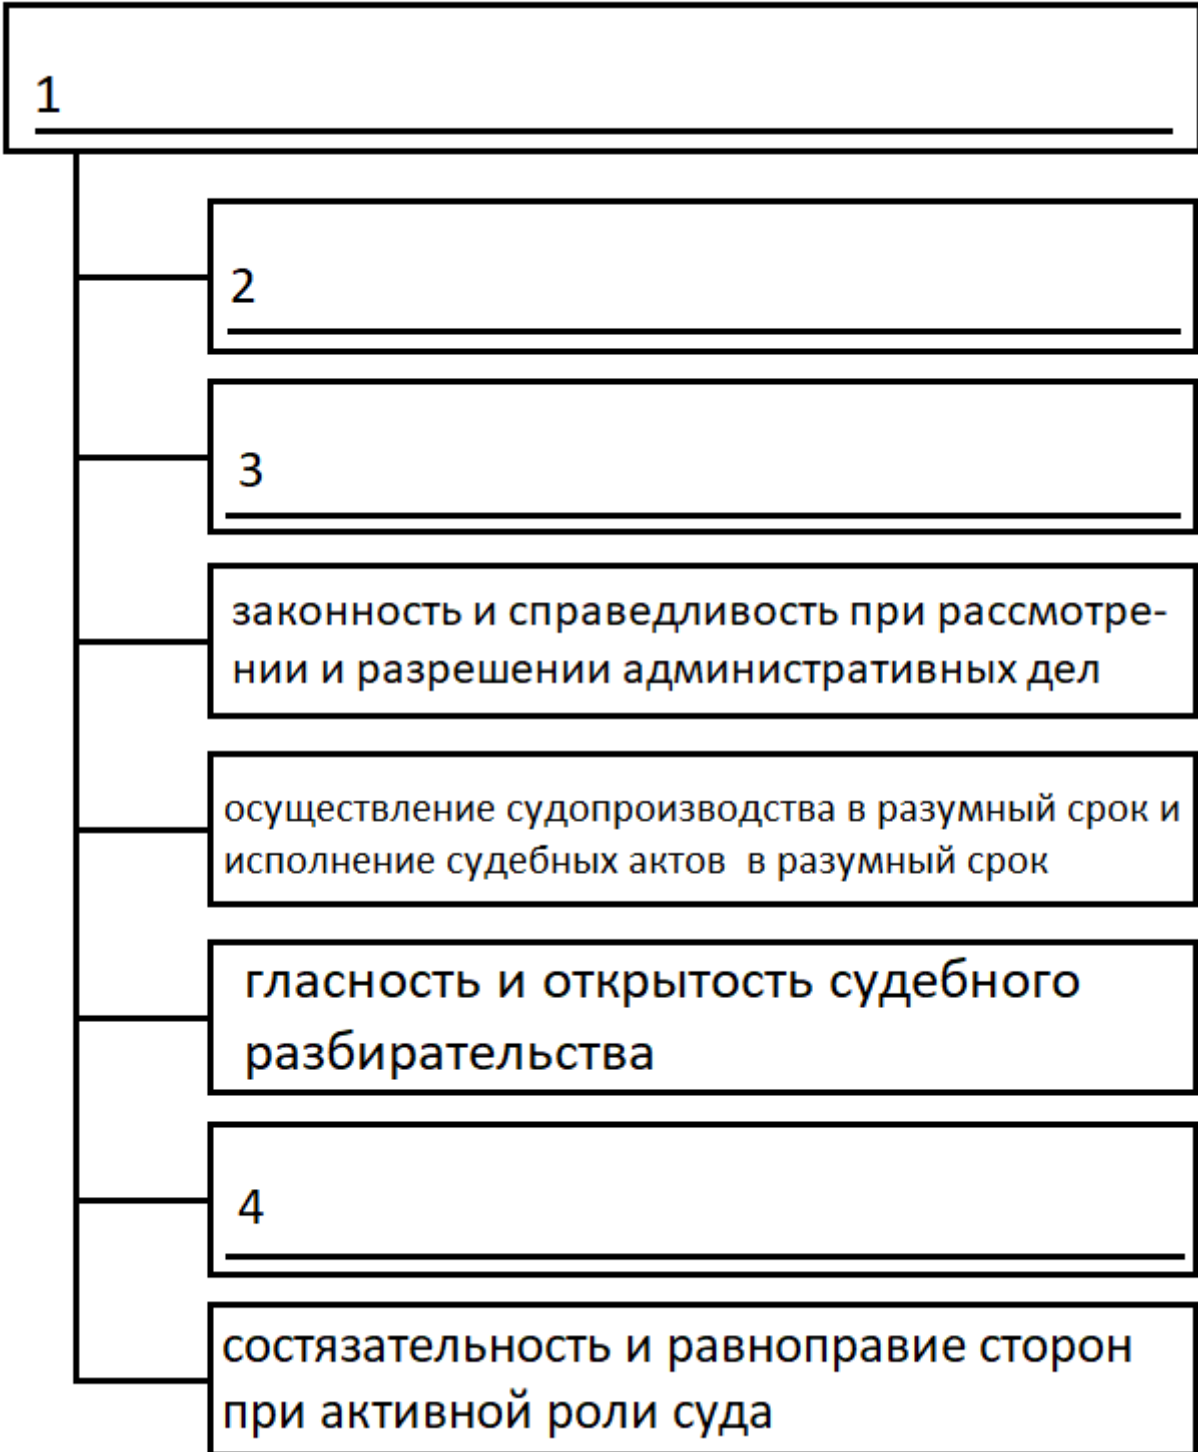 1
2
3
законность и справедливость при рассмотре-
нии и разрешении административных дел
осуществление судопроизводства в разумный срок и
исполнение судебных актов в разумный срок
гласность и открытость судебного
разбирательства
4
состязательность и равноправие сторон
при активной роли суда